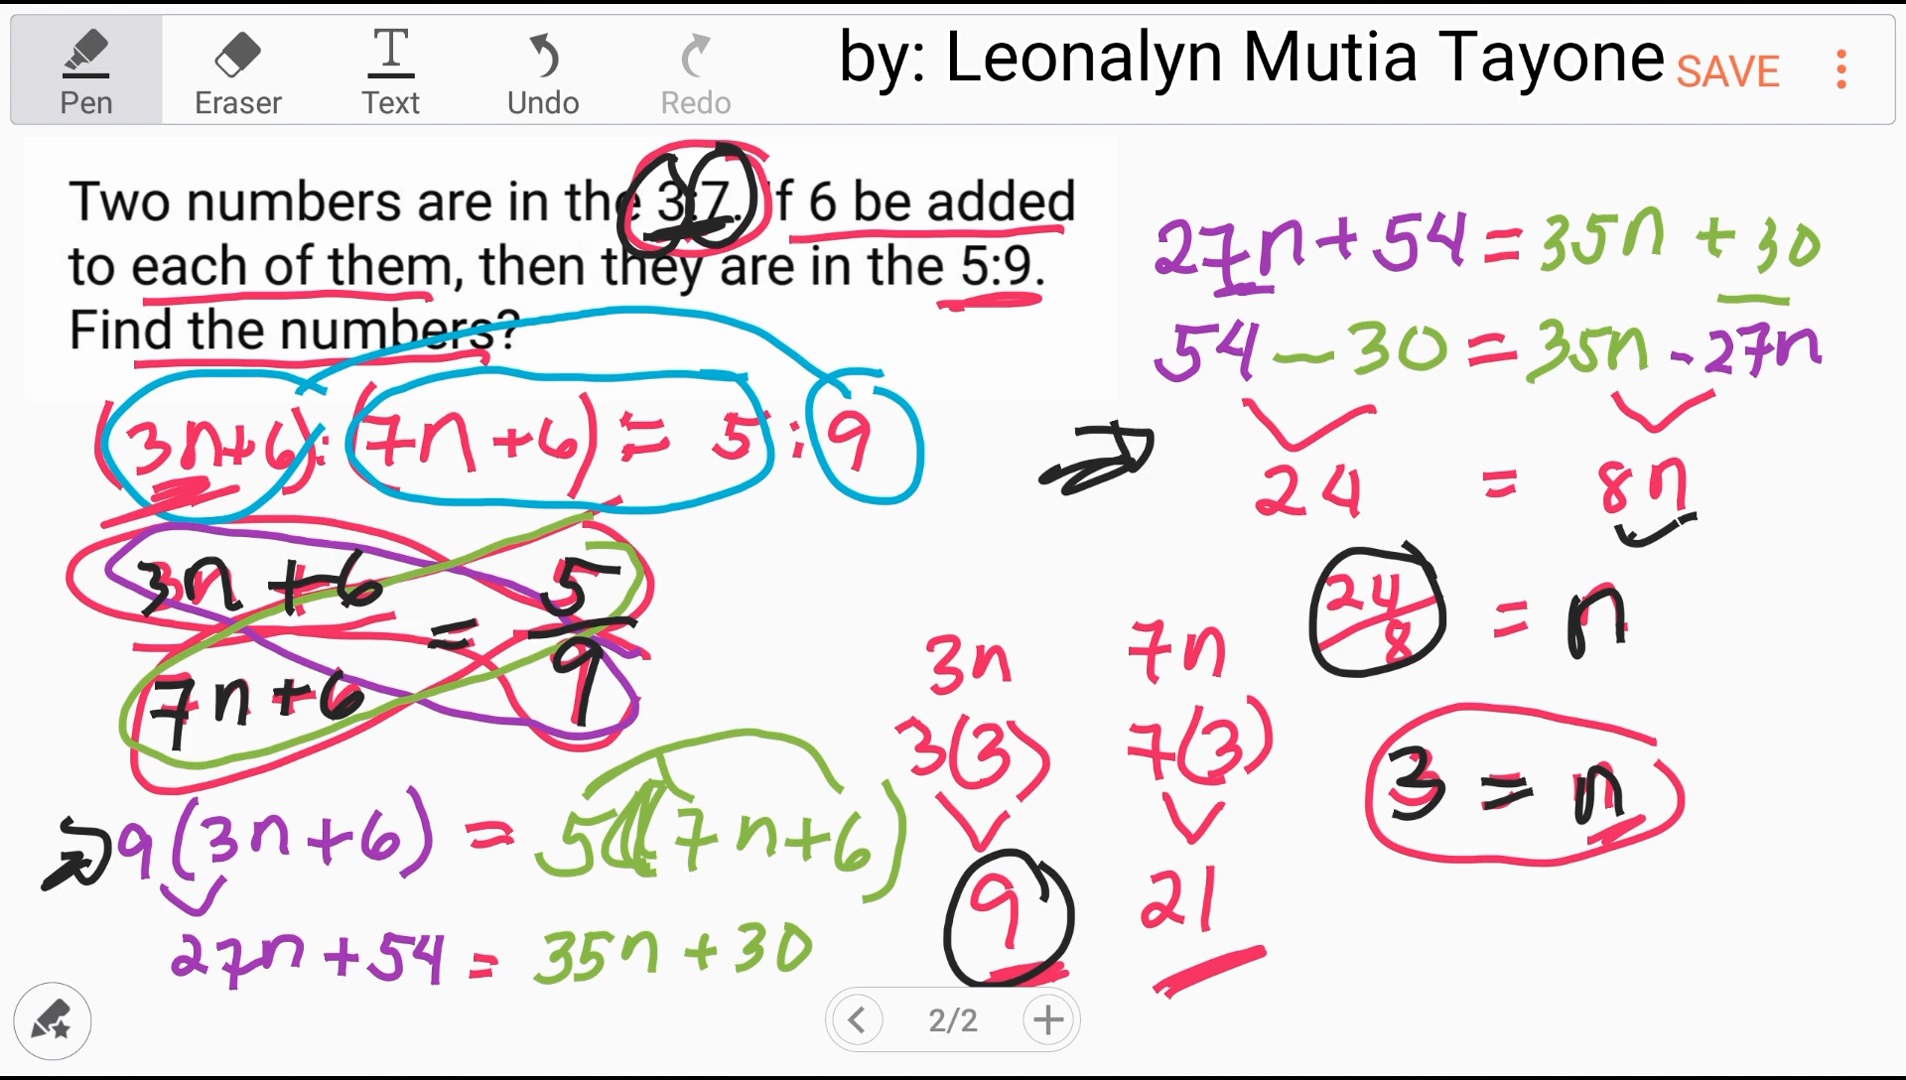 Pen Eraser Text Undo Redo by: Leonalyn Mutia Tayone SAVE
Two numbers are in the 3:7. If 6 be added
to each of them, then they are in the 5:9.
Find the numbers?
(3n+6):(7n+6) = 5:9
3n + 6 = 5
7n+6 9
9(3n+6) = 5(7n+6)
27n + 54 = 35n + 30
27n + 54 = 35n + 30
54 - 30 = 35n - 27n
24 = 8n
24/8 = n
3 = n
3n 7n
3(3) 7(3)
9 21
2/2